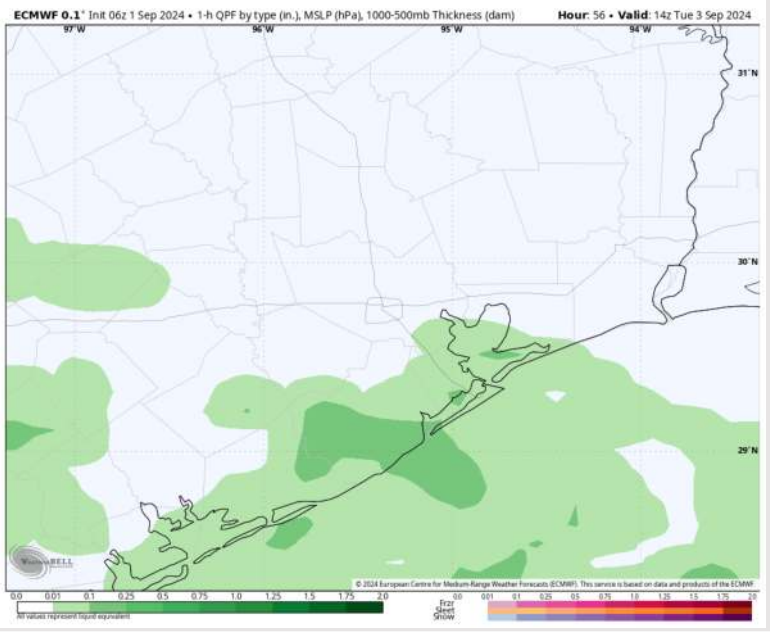 ECMWF 0.1° Init 06z 1 Sep 2024 • 1-h QPF by type (in.), MSLP (hPa), 1000-500mb Thickness (dam) Hour: 56 • Valid: 14z Tue 3 Sep 2024
97°W 96°W 95°W 94°W
31°N
30°N
29°N
WeatherBELL
© 2024 European Centre for Medium-Range Weather Forecasts (ECMWF). This service is based on data and products of the ECMWF
0.0 0.01 0.1 0.25 0.5 0.75 1.0 1.25 1.5 1.75 2.0 0.0 0.01 0.1 0.25 0.5 0.75 1.0 1.25 1.5 1.75 2.0
All values represent liquid equivalent
Frzr
Sleet
Snow